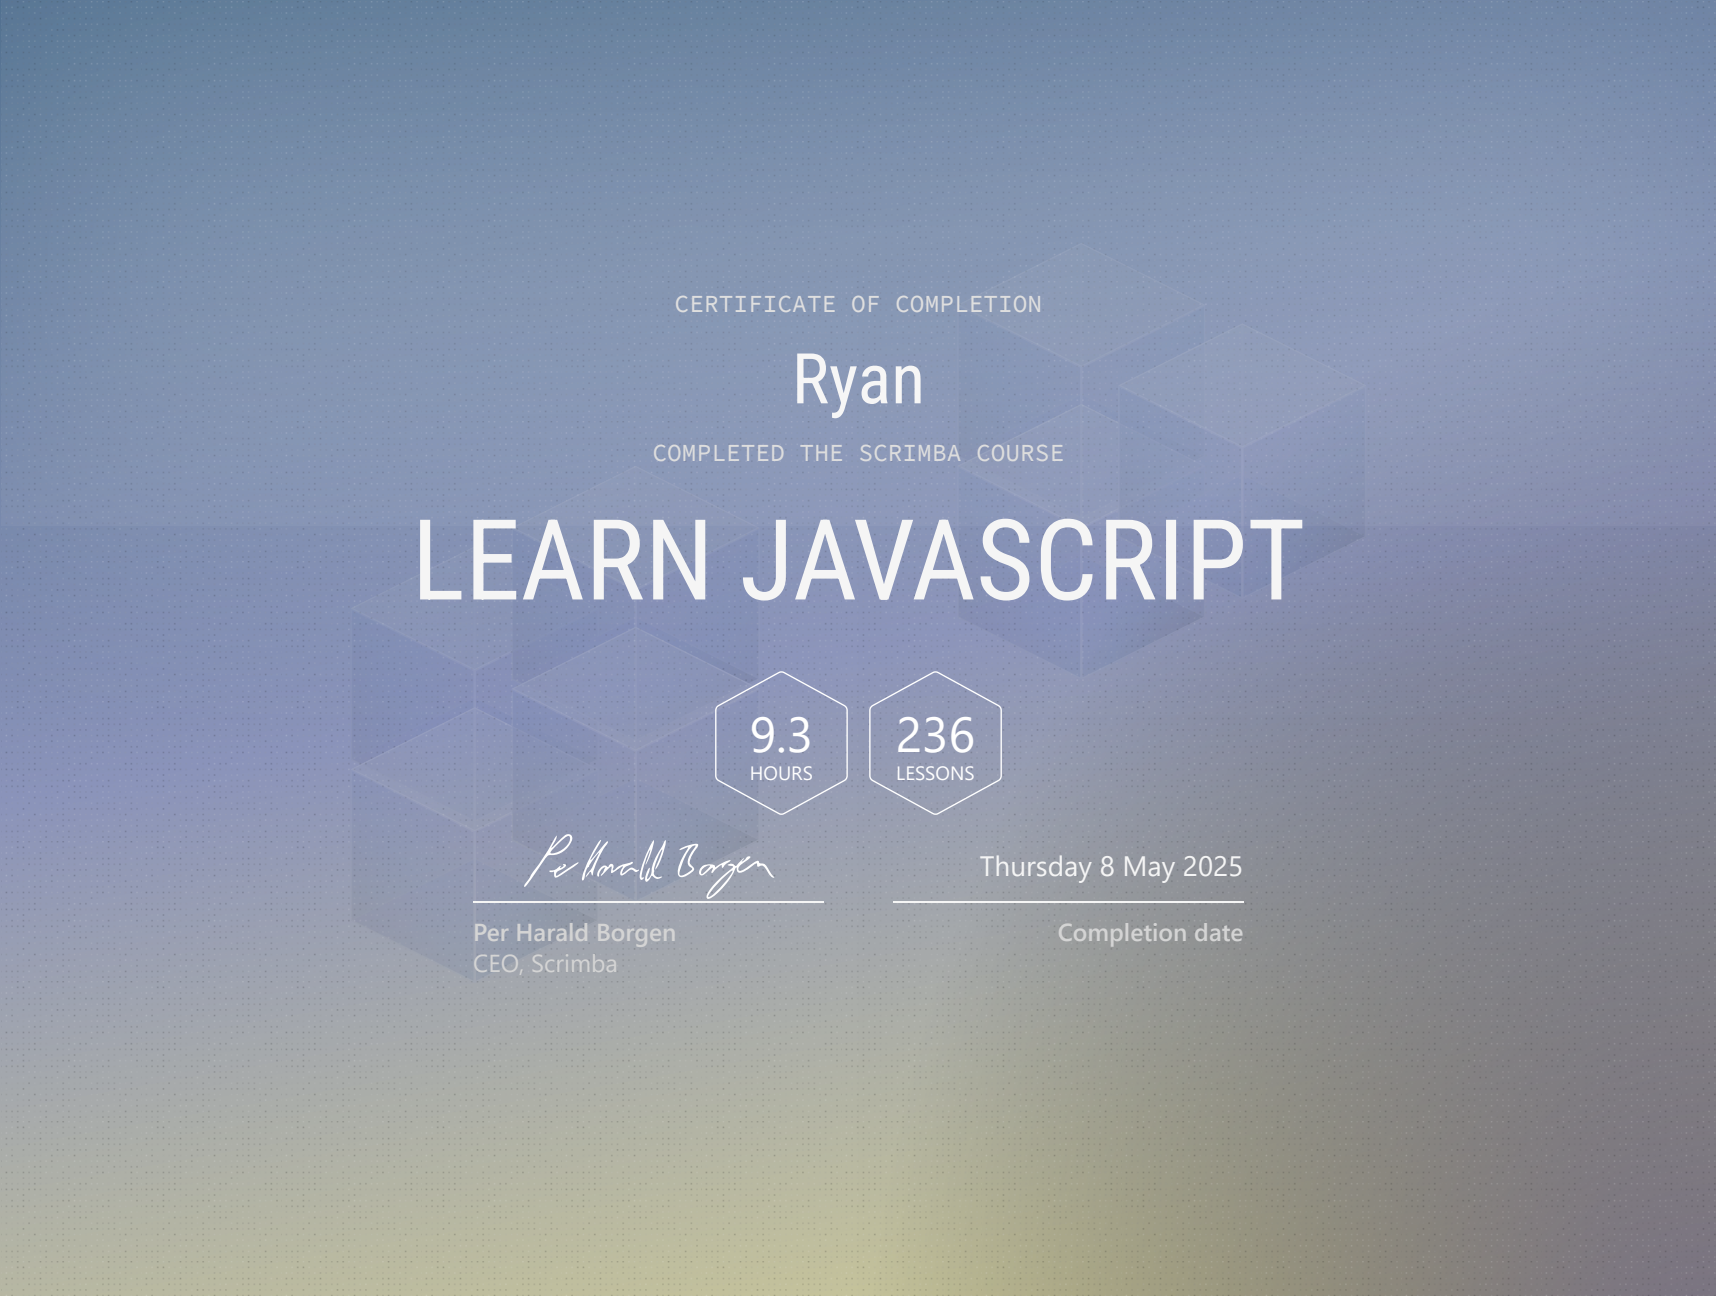 CERTIFICATE OF COMPLETION
Ryan
COMPLETED THE SCRIMBA COURSE
LEARN JAVASCRIPT
9.3
HOURS
236
LESSONS
Per Harald Borgen
Thursday 8 May 2025
Per Harald Borgen
CEO, Scrimba
Completion date